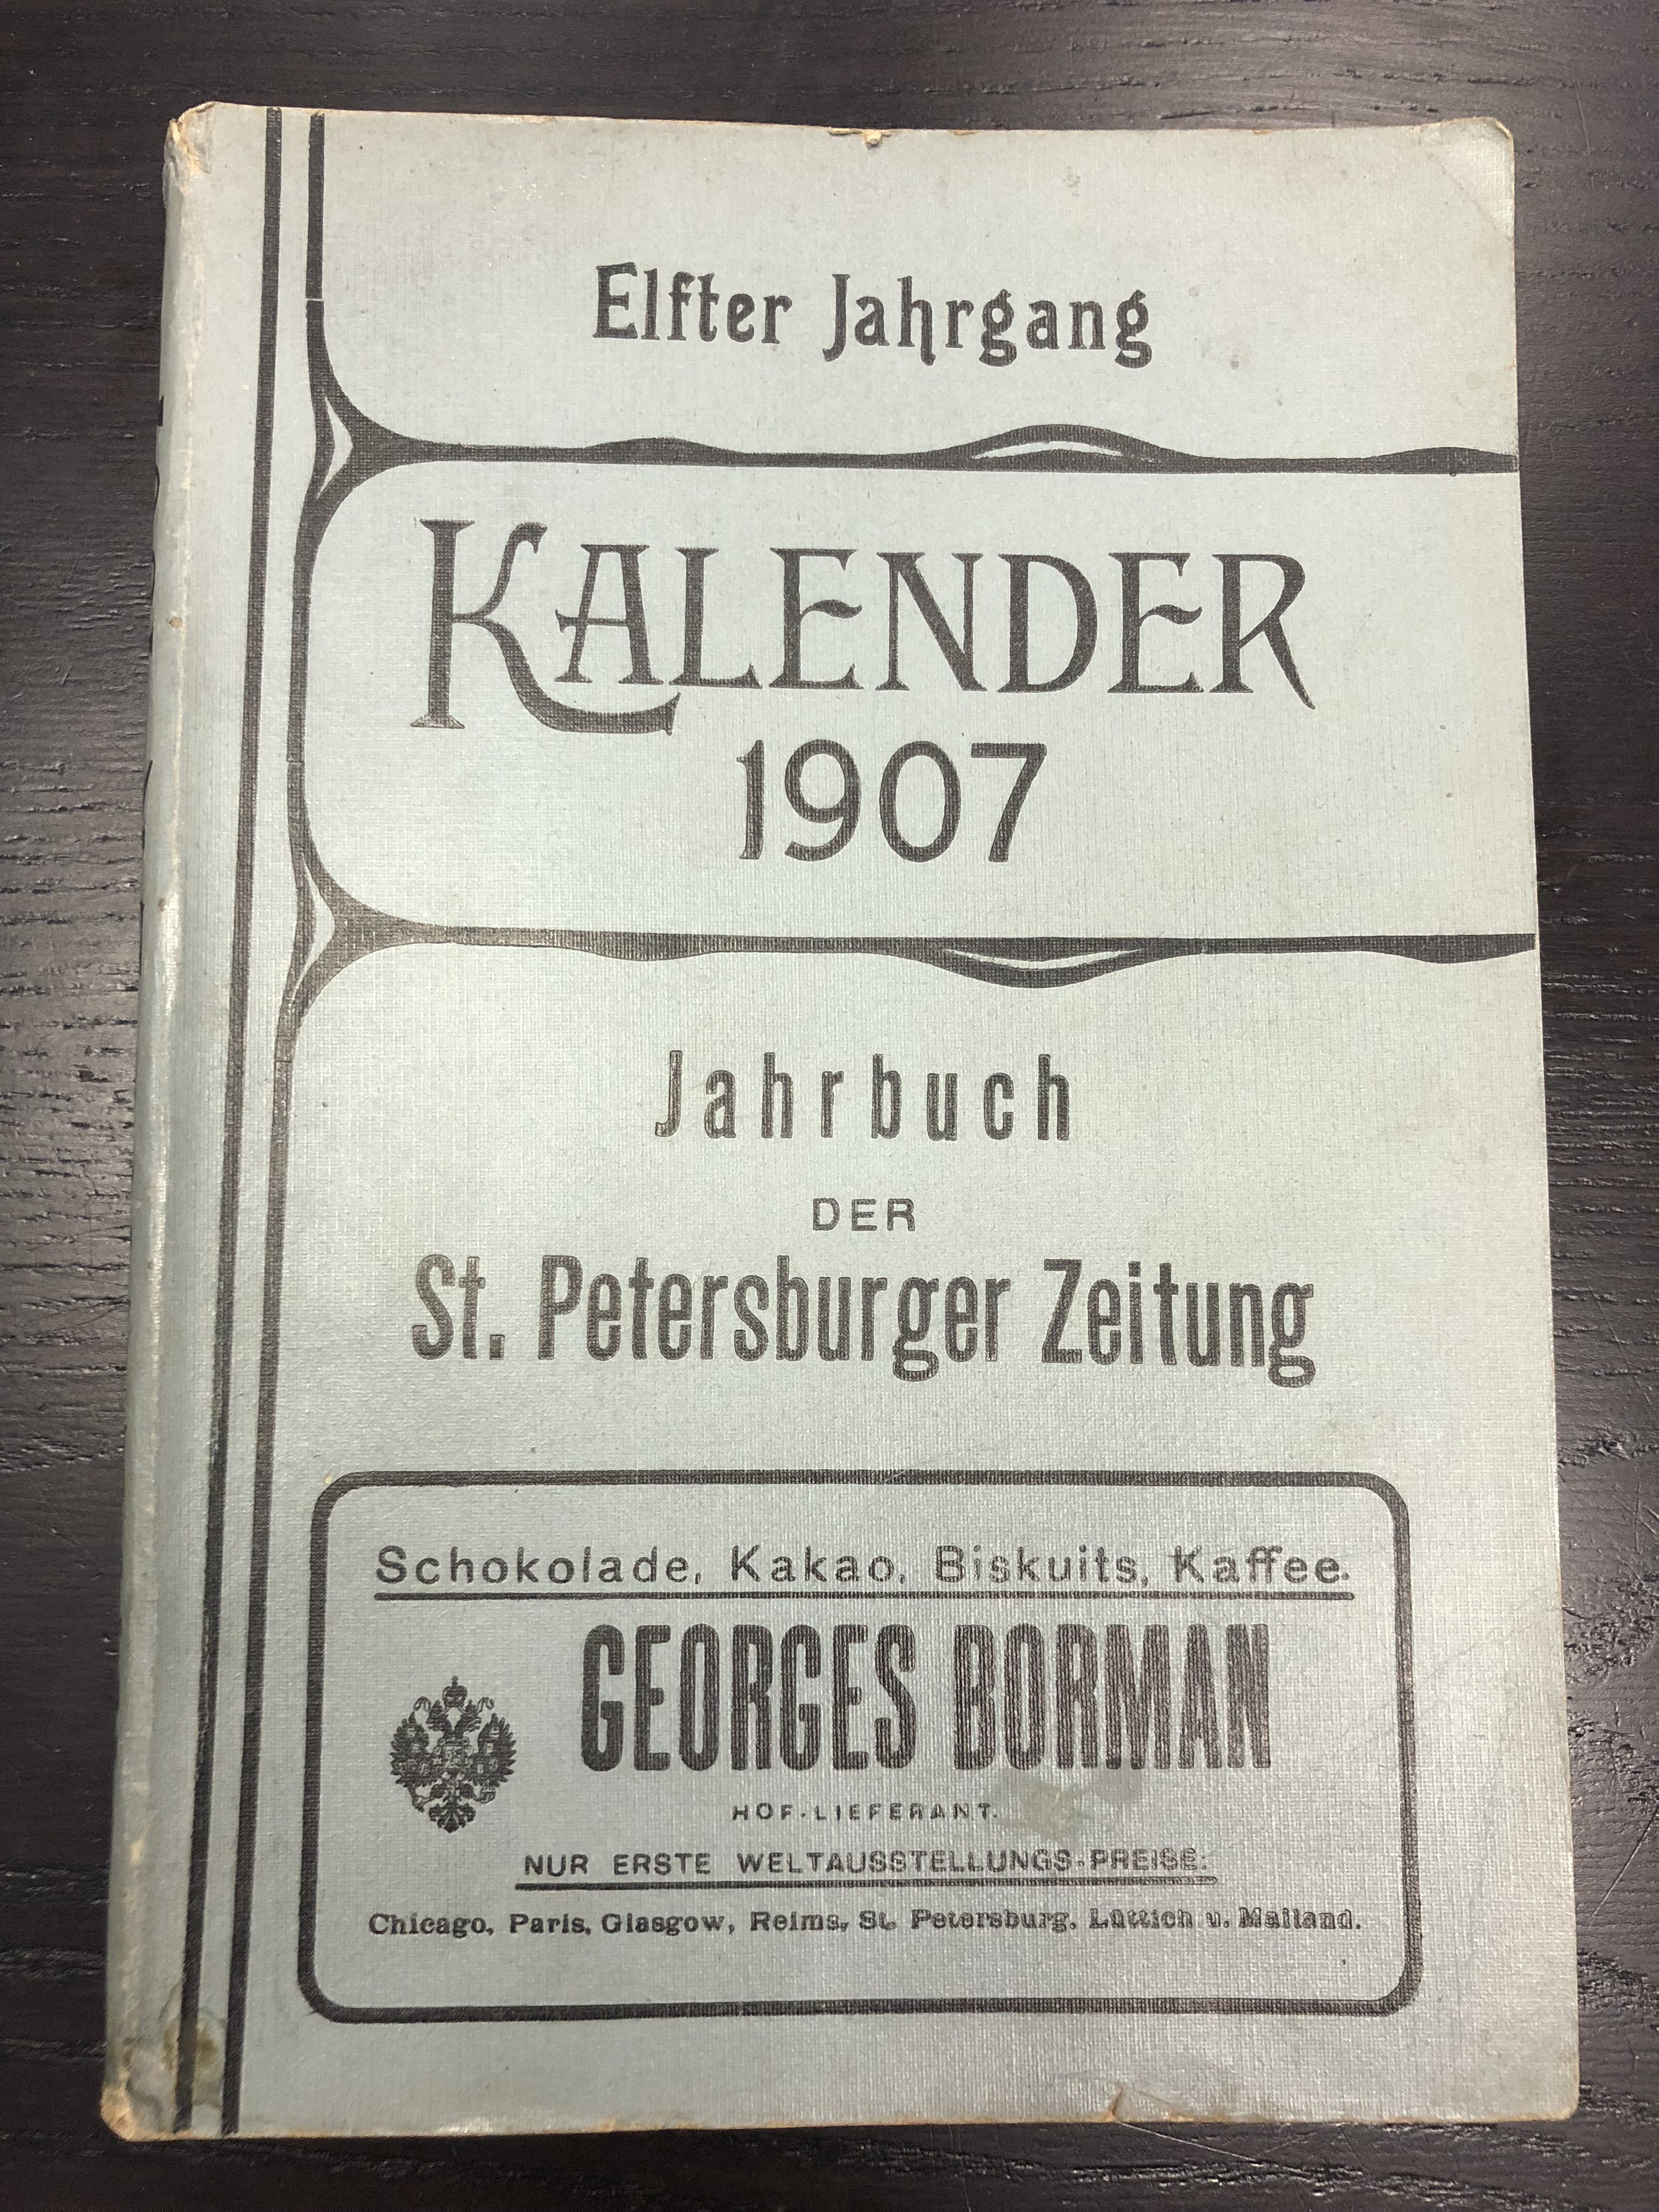 Elfter Jahrgang
KALENDER
1907
Jahrbuch
DER
St. Petersburger Zeitung
Schokolade, Kakao, Biskuits, Kaffee.
GEORGES BORMAN
HOF-LIEFERANT.
NUR ERSTE WELTAUSSTELLUNGS-PREISE:
Chicago, Paris, Glasgow, Reims, St. Petersburg, Lüttich u. Mailand.